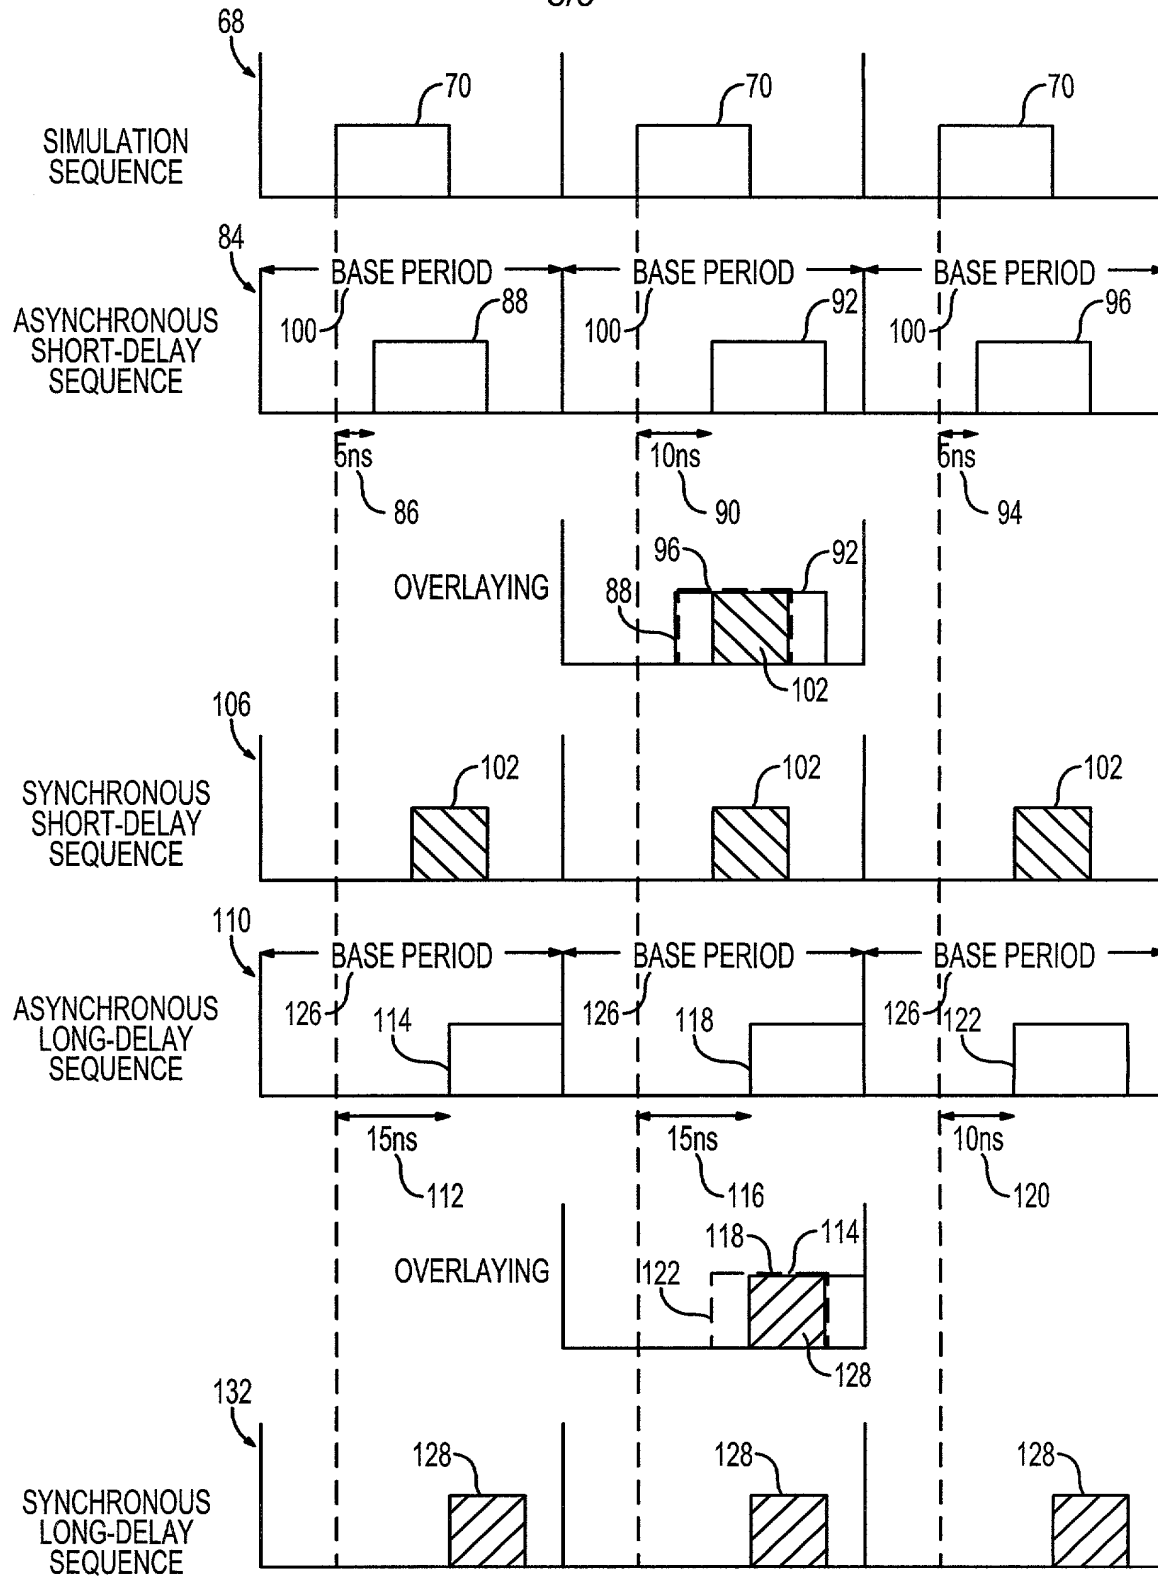 68
70 70 70
SIMULATION
SEQUENCE
84
BASE PERIOD BASE PERIOD BASE PERIOD
88 92 96
100 100 100
ASYNCHRONOUS
SHORT-DELAY
SEQUENCE
5ns 10ns 5ns
86 90 94
OVERLAYING
96 92
88
102
106
102 102 102
SYNCHRONOUS
SHORT-DELAY
SEQUENCE
110
BASE PERIOD BASE PERIOD BASE PERIOD
126 114 126 118 126 122
ASYNCHRONOUS
LONG-DELAY
SEQUENCE
15ns 15ns 10ns
112 116 120
118 114
OVERLAYING
122
128
132
128 128 128
SYNCHRONOUS
LONG-DELAY
SEQUENCE